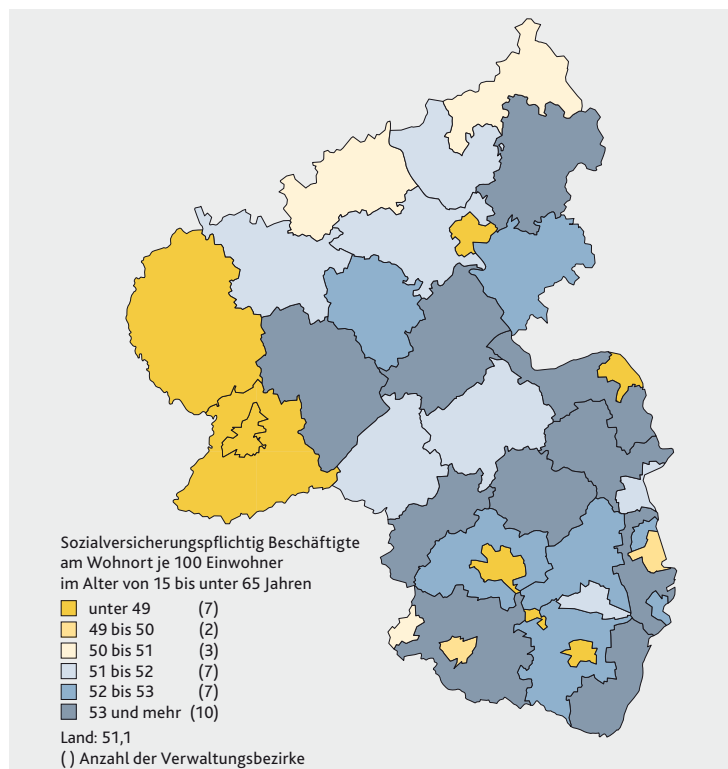 Sozialversicherungspflichtig Beschäftigte
am Wohnort je 100 Einwohner
im Alter von 15 bis unter 65 Jahren
unter 49 (7)
49 bis 50 (2)
50 bis 51 (3)
51 bis 52 (7)
52 bis 53 (7)
53 und mehr (10)
Land: 51,1
( ) Anzahl der Verwaltungsbezirke